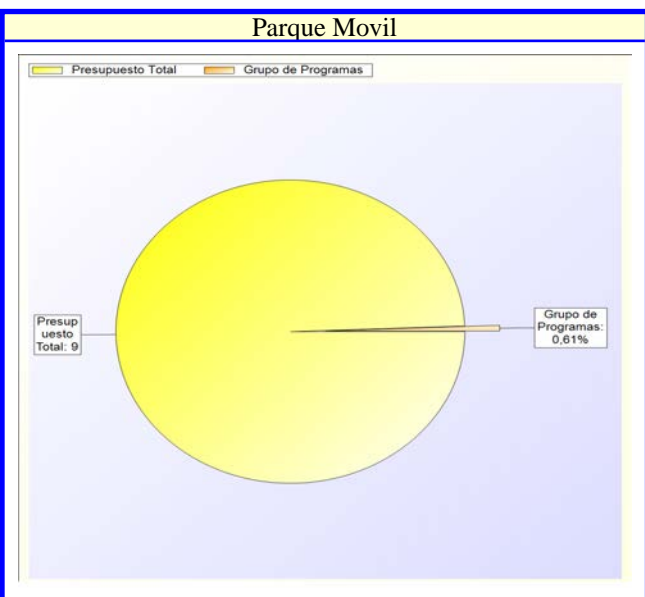 Parque Movil
Presupuesto Total Grupo de Programas
Presup
uesto
Total: 9
Grupo de
Programas:
0,61%